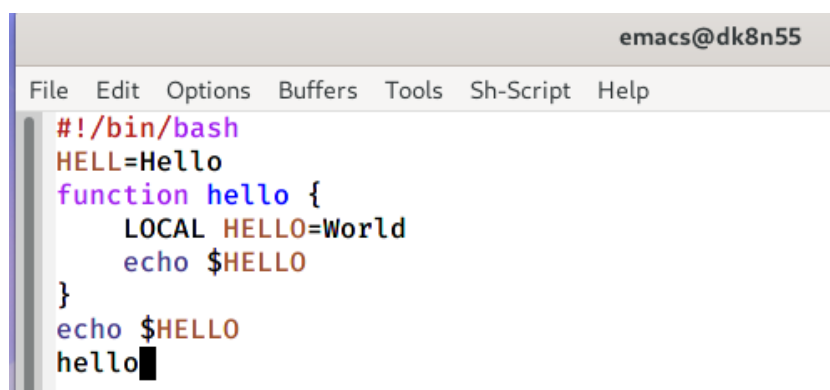 emacs@dk8n55
File Edit Options Buffers Tools Sh-Script Help
#!/bin/bash
HELL=Hello
function hello {
    LOCAL HELLO=World
    echo $HELLO
}
echo $HELLO
hello